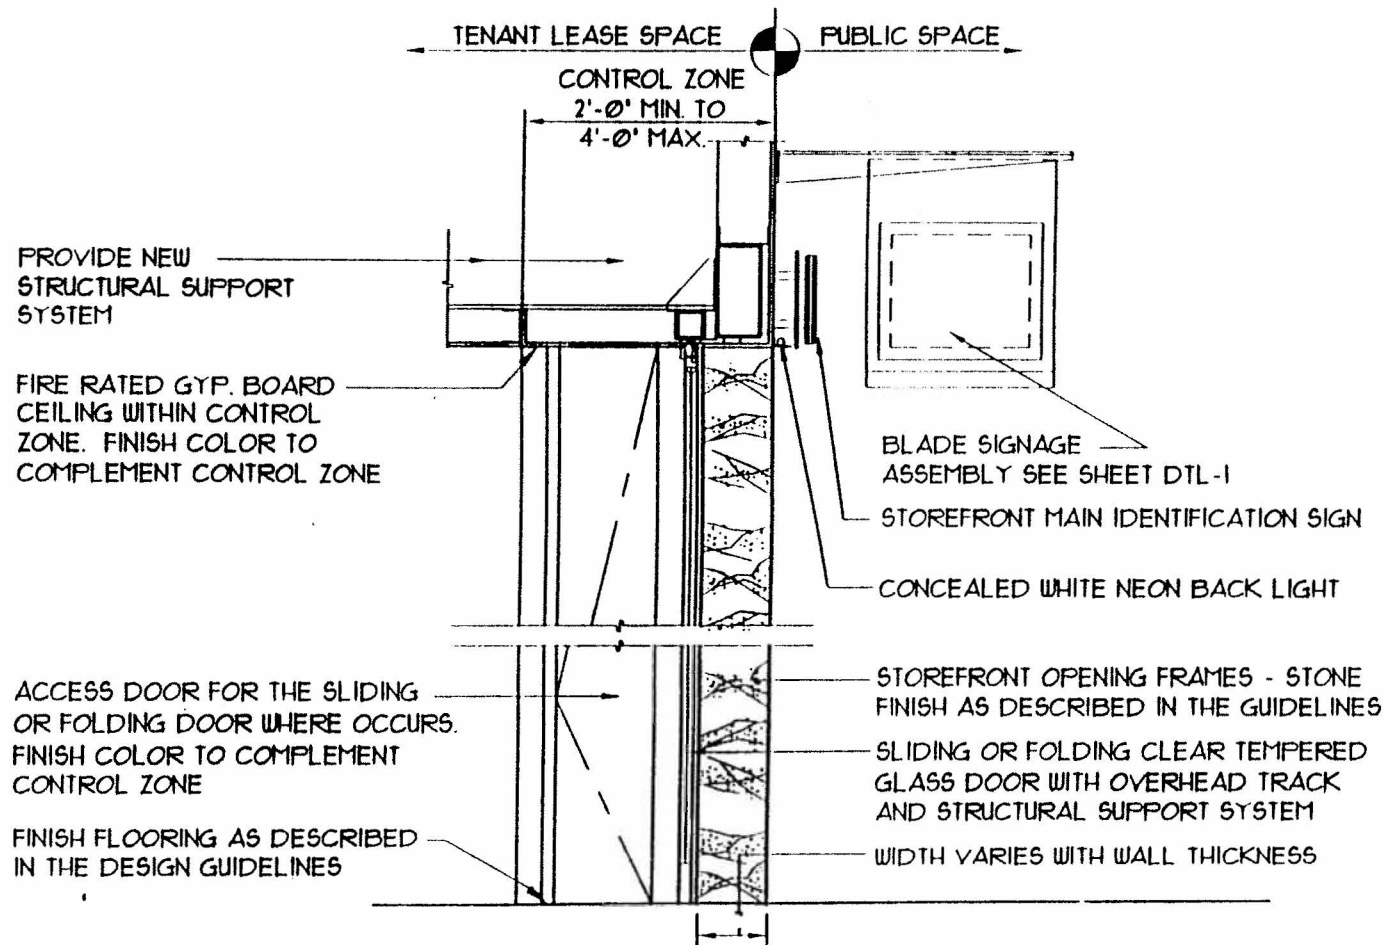 TENANT LEASE SPACE
PUBLIC SPACE
CONTROL ZONE
2'-0" MIN. TO
4'-0" MAX.
PROVIDE NEW
STRUCTURAL SUPPORT
SYSTEM
FIRE RATED GYP. BOARD
CEILING WITHIN CONTROL
ZONE. FINISH COLOR TO
COMPLEMENT CONTROL ZONE
BLADE SIGNAGE
ASSEMBLY SEE SHEET DTL-1
STOREFRONT MAIN IDENTIFICATION SIGN
CONCEALED WHITE NEON BACK LIGHT
ACCESS DOOR FOR THE SLIDING
OR FOLDING DOOR WHERE OCCURS.
FINISH COLOR TO COMPLEMENT
CONTROL ZONE
STOREFRONT OPENING FRAMES - STONE
FINISH AS DESCRIBED IN THE GUIDELINES
SLIDING OR FOLDING CLEAR TEMPERED
GLASS DOOR WITH OVERHEAD TRACK
AND STRUCTURAL SUPPORT SYSTEM
FINISH FLOORING AS DESCRIBED
IN THE DESIGN GUIDELINES
WIDTH VARIES WITH WALL THICKNESS